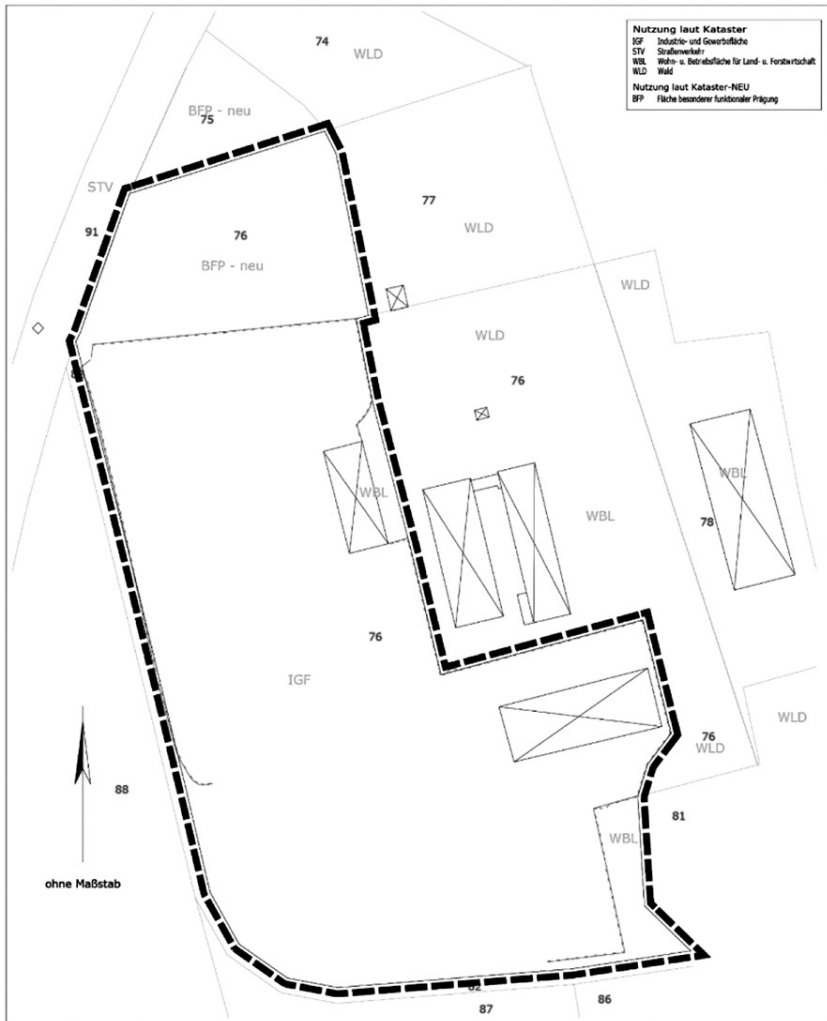 Nutzung laut Kataster
IGF Industrie- und Gewerbefläche
STV Straßenverkehr
WBL Wohn- u. Betriebsfläche für Land- u. Forstwirtschaft
WLD Wald
Nutzung laut Kataster-NEU
BFP Fläche besonderer funktionaler Prägung
74
WLD
BFP - neu
75
STV
91
76
BFP - neu
77
WLD
WLD
WLD
76
WBL
WBL
WBL
78
76
IGF
76
WLD
WLD
88
81
WBL
ohne Maßstab
82
87
86